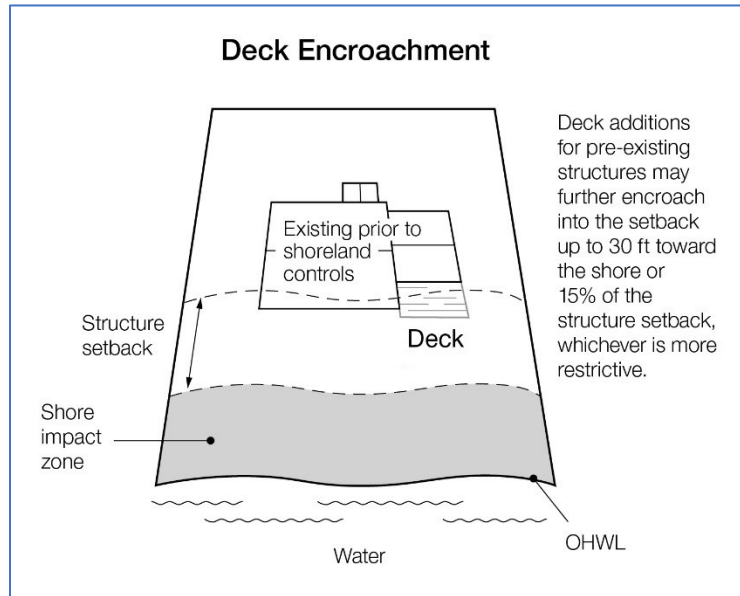 Deck Encroachment
Deck additions
for pre-existing
structures may
further encroach
into the setback
up to 30 ft toward
the shore or
15% of the
structure setback,
whichever is more
restrictive.
Existing prior to
shoreland
controls
Structure
setback
Deck
Shore
impact
zone
OHWL
Water